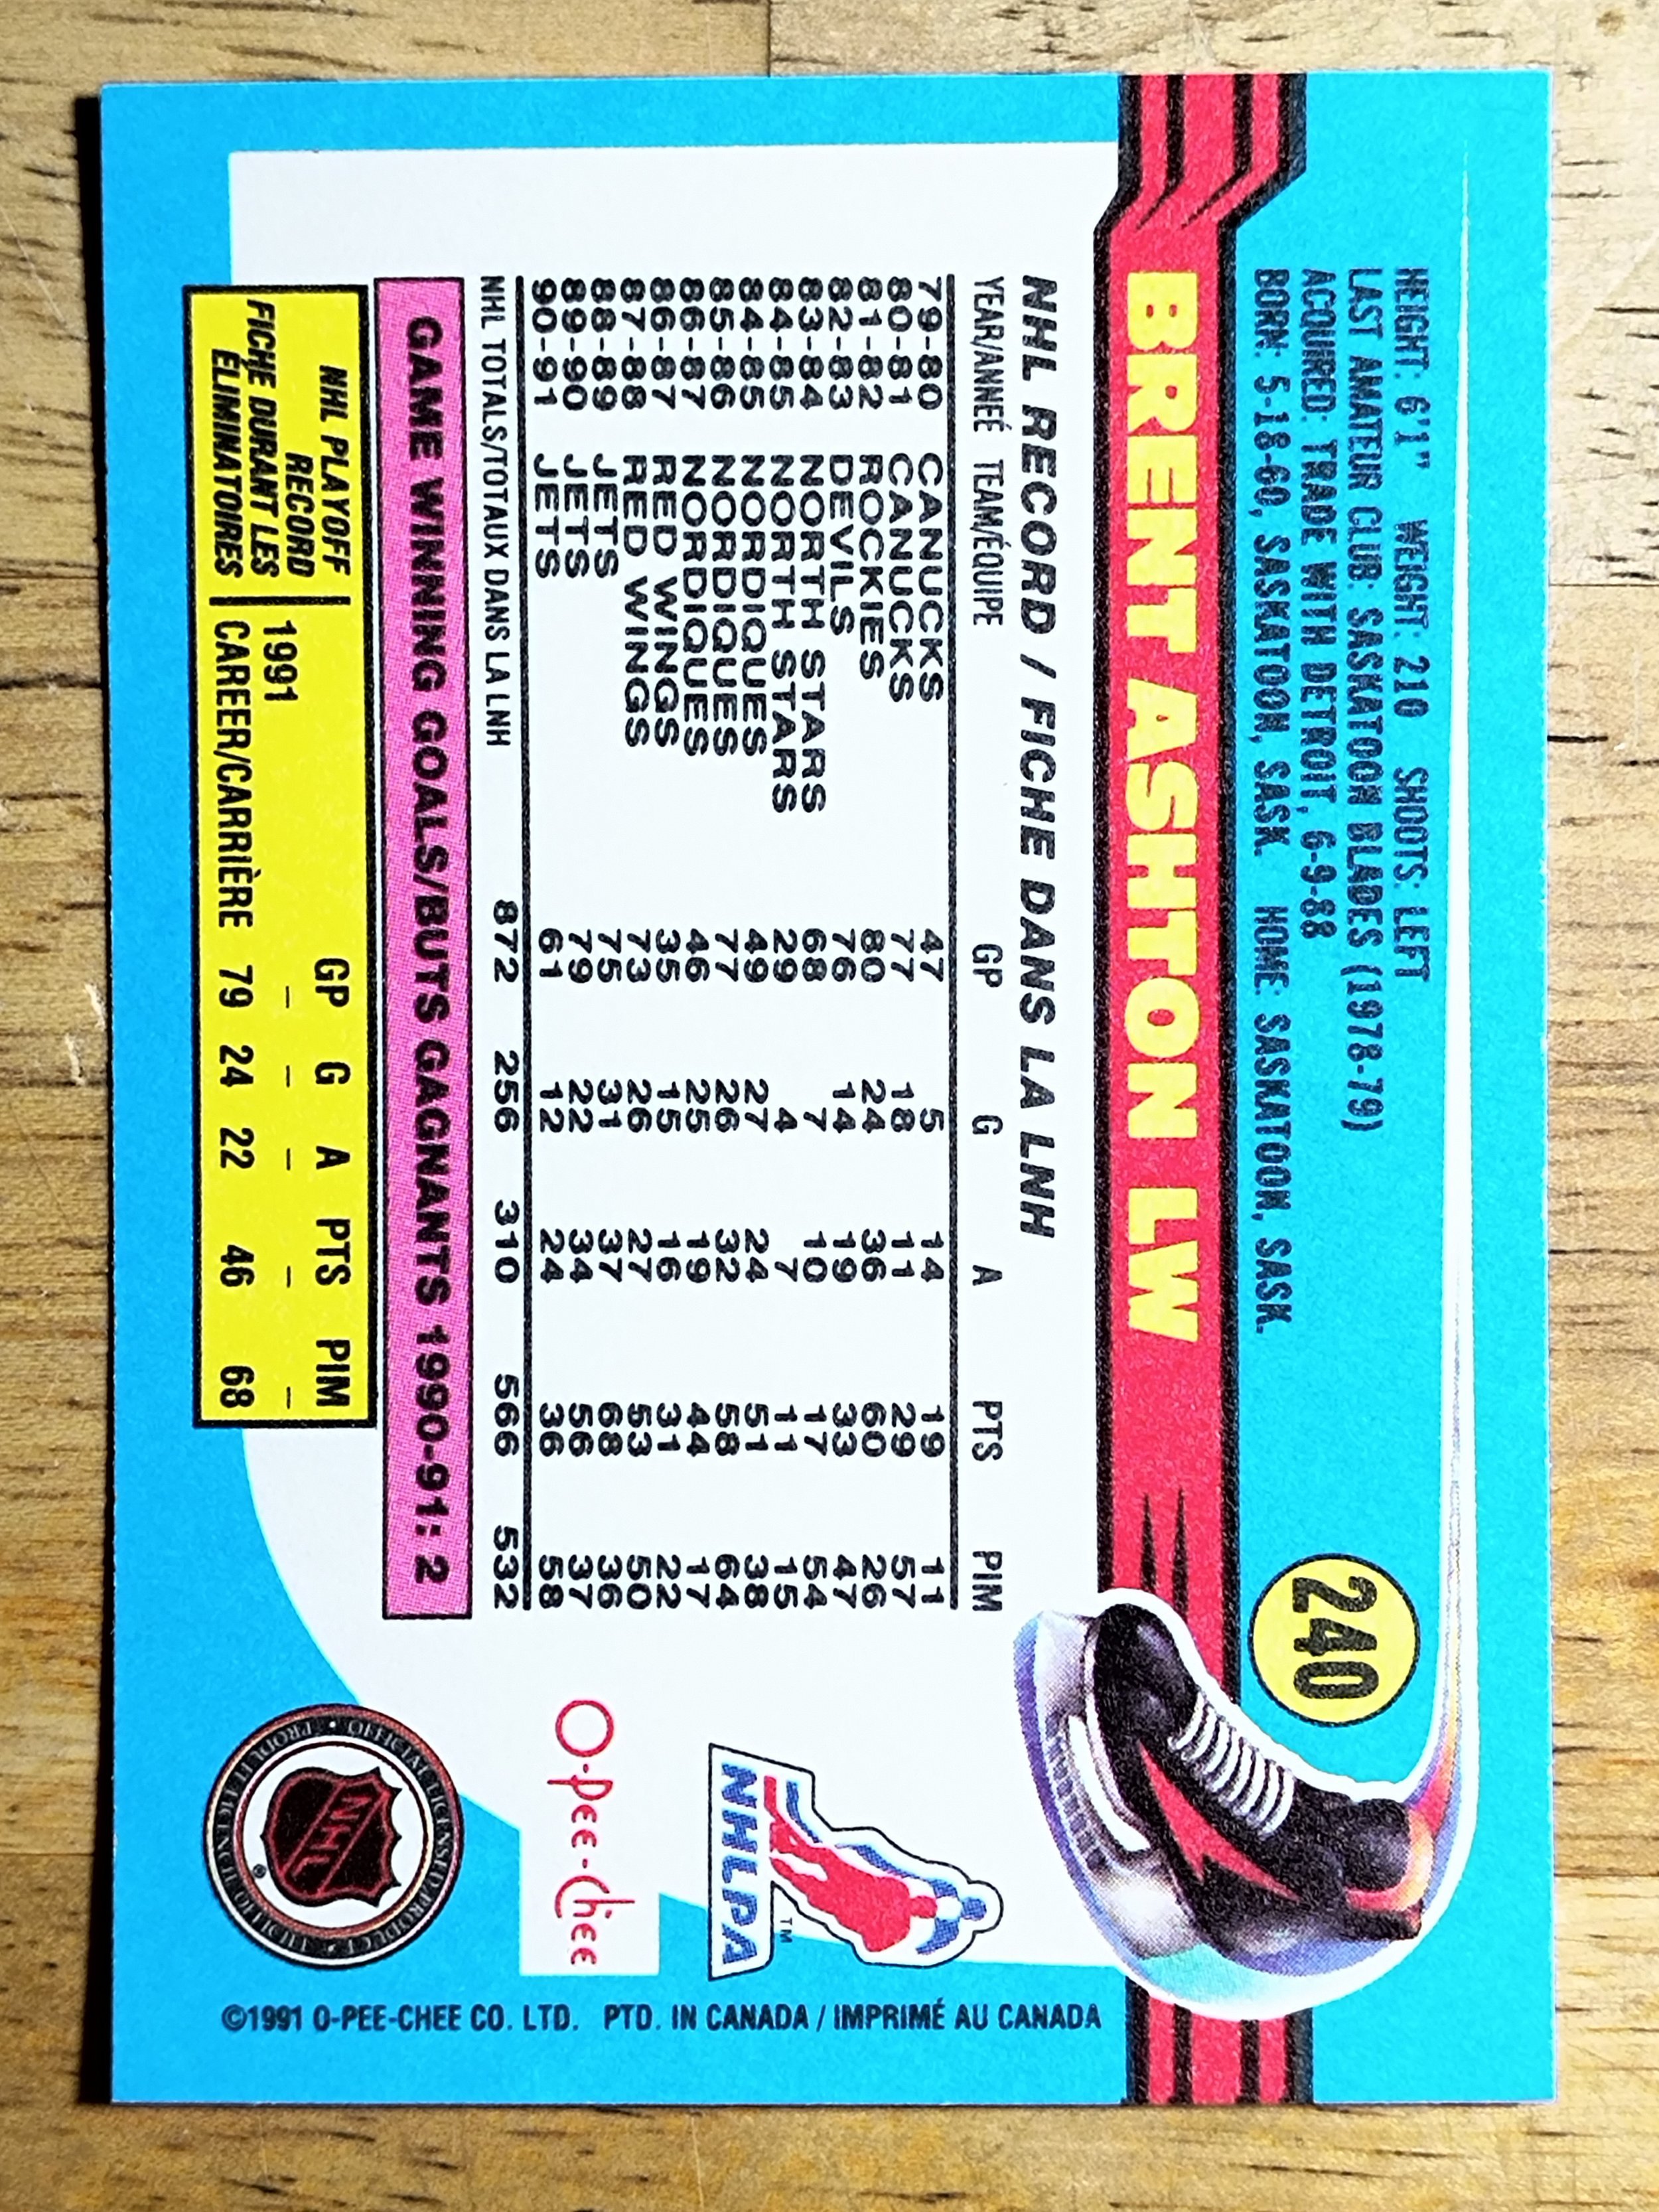 HEIGHT: 6'1" WEIGHT: 210 SHOOTS: LEFT
LAST AMATEUR CLUB: SASKATOON BLADES (1978-79)
ACQUIRED: TRADE WITH DETROIT, 6-9-88
BORN: 5-18-60, SASKATOON, SASK. HOME: SASKATOON, SASK.
240
BRENT ASHTON LW
NHL RECORD / FICHE DANS LA LNH
YEAR/ANNEÉ TEAM/ÉQUIPE GP G A PTS PIM
79-80 CANUCKS 47 5 14 19 11
80-81 CANUCKS 77 18 11 29 57
81-82 ROCKIES 80 24 36 60 26
82-83 DEVILS 76 14 19 33 47
83-84 NORTH STARS 68 7 10 17 54
84-85 NORTH STARS 29 4 7 11 15
84-85 NORDIQUES 49 27 24 51 38
85-86 NORDIQUES 77 26 32 58 64
86-87 NORDIQUES 46 25 19 44 17
86-87 RED WINGS 35 15 16 31 22
87-88 RED WINGS 73 26 27 53 50
88-89 JETS 75 31 37 68 36
89-90 JETS 79 22 34 56 37
90-91 JETS 61 12 24 36 58
NHL TOTALS/TOTAUX DANS LA LNH 872 256 310 566 532
GAME WINNING GOALS/BUTS GAGNANTS 1990-91: 2
NHL PLAYOFF GP G A PTS PIM
RECORD
FICHE DURANT LES 1991 – – – – –
ÉLIMINATOIRES CAREER/CARRIÈRE 79 24 22 46 68
NHLPA
TM
O-Pee-Chee
OFFICIAL LICENSED PRODUCT • PRODUIT LICENCIÉ OFFICIEL •
NHL
®
©1991 O-PEE-CHEE CO. LTD. PTD. IN CANADA / IMPRIMÉ AU CANADA